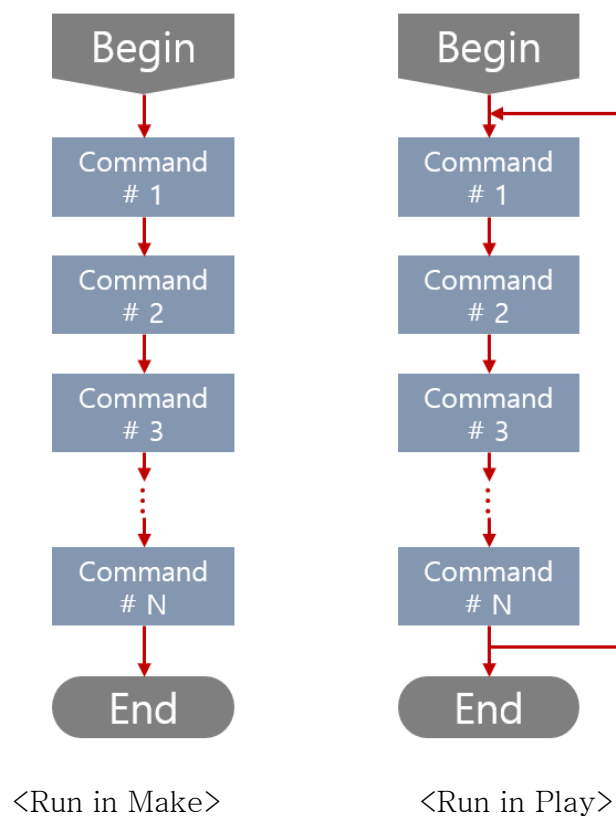 Begin
Command
# 1
Command
# 2
Command
# 3
Command
# N
End
<Run in Make>
Begin
Command
# 1
Command
# 2
Command
# 3
Command
# N
End
<Run in Play>